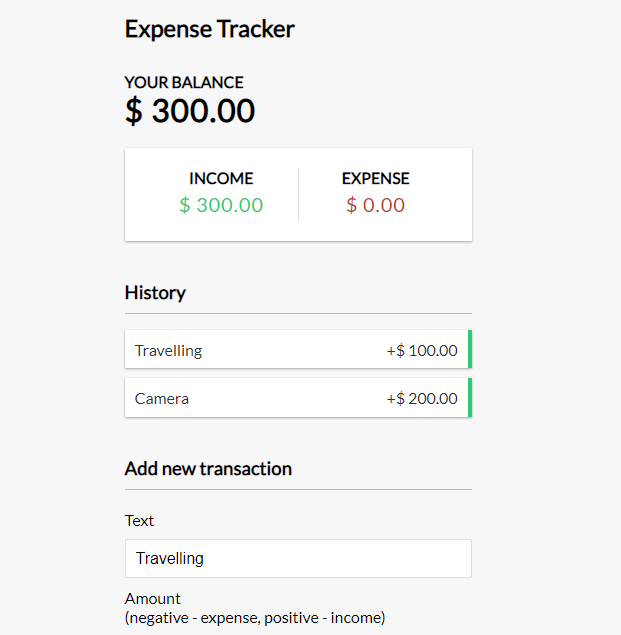 Expense Tracker
YOUR BALANCE
$ 300.00
INCOME EXPENSE
$ 300.00 $ 0.00
History
Travelling +$ 100.00
Camera +$ 200.00
Add new transaction
Text
Travelling
Amount
(negative - expense, positive - income)